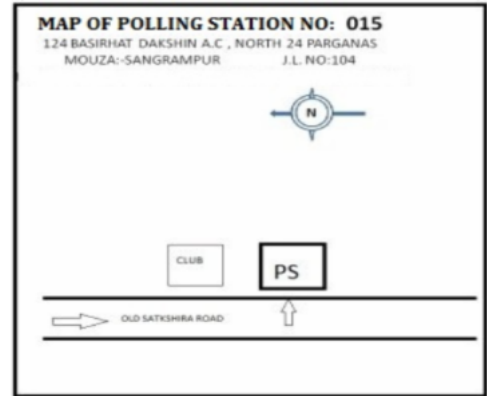 MAP OF POLLING STATION NO: 015
124 BASIRHAT DAKSHIN A.C , NORTH 24 PARGANAS
MOUZA:-SANGRAMPUR J.L. NO:104
N
CLUB
PS
OLD SATKSHIRA ROAD